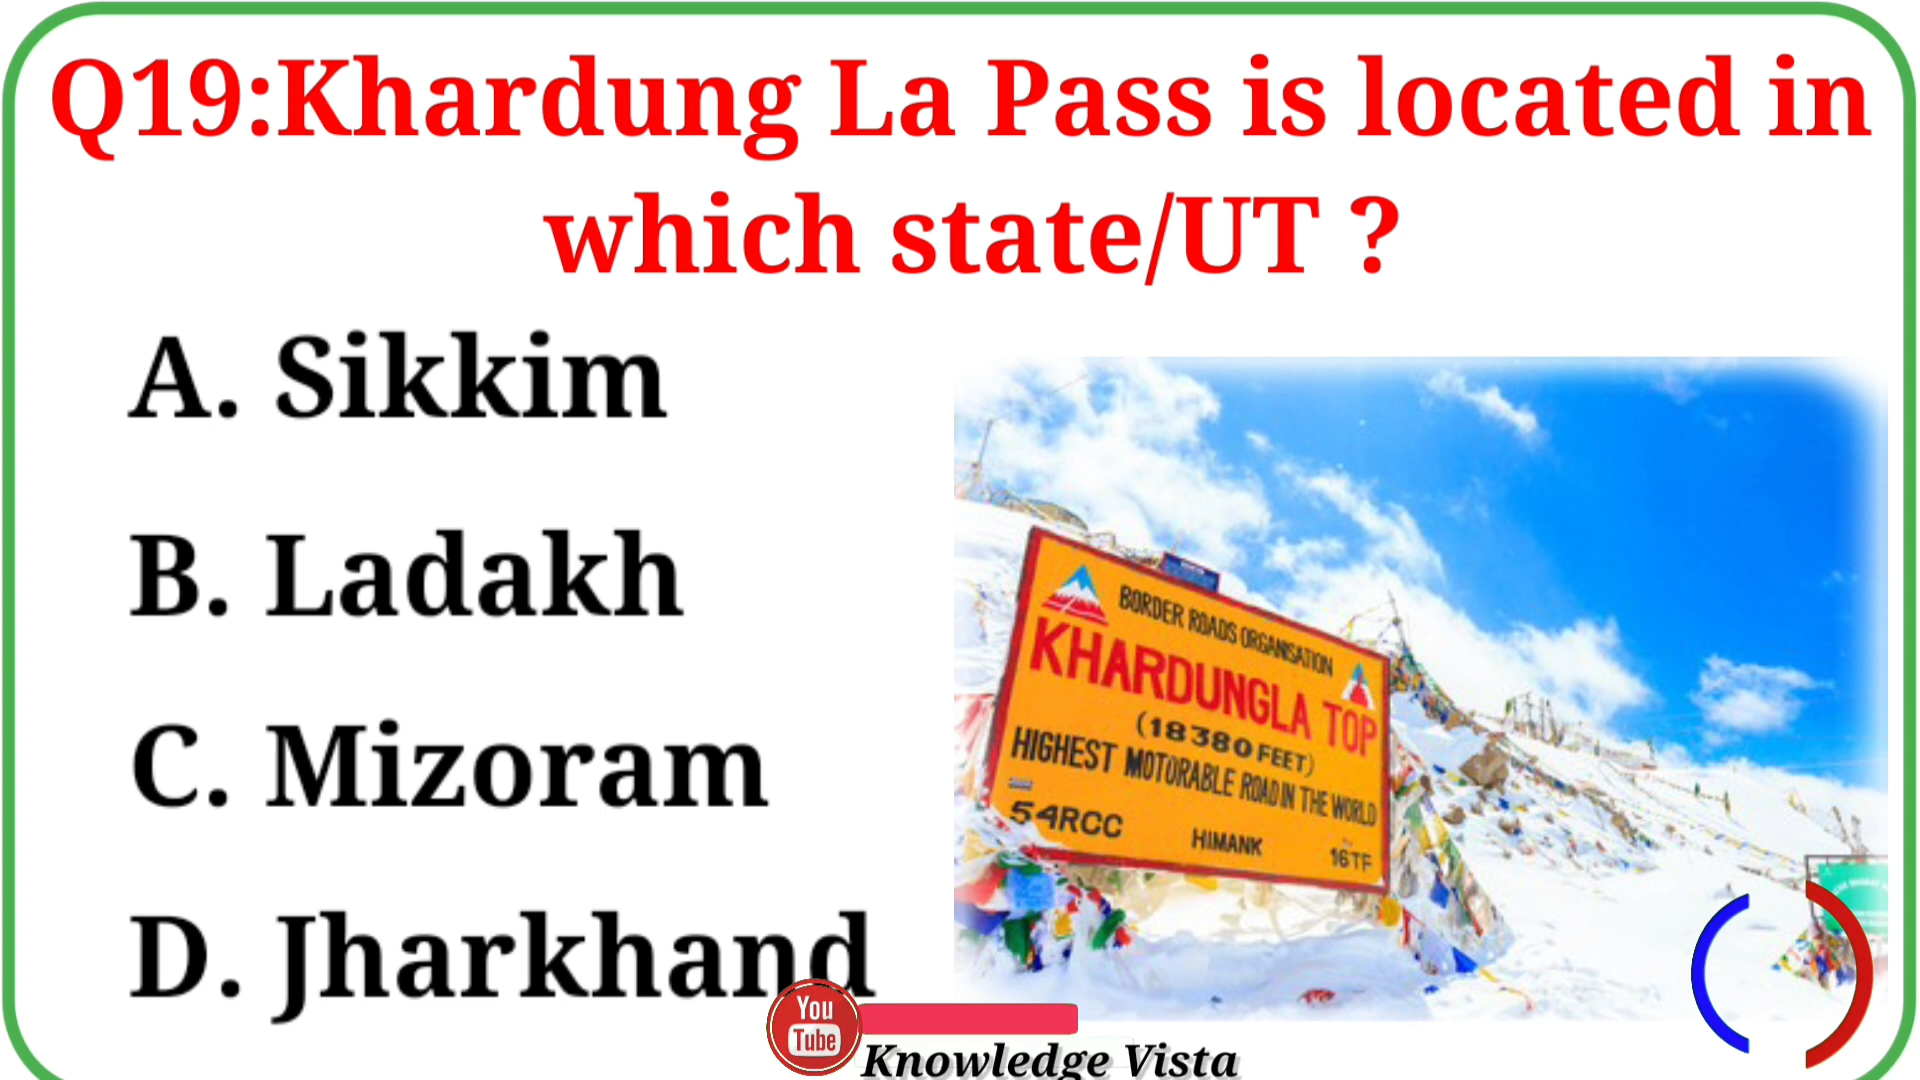 Q19:Khardung La Pass is located in
which state/UT ?
A. Sikkim
B. Ladakh
C. Mizoram
D. Jharkhand
BORDER ROADS ORGANISATION
KHARDUNGLA TOP
(18380 FEET)
HIGHEST MOTORABLE ROAD IN THE WORLD
54RCC HIMANK 16TF
You
Tube
Knowledge Vista